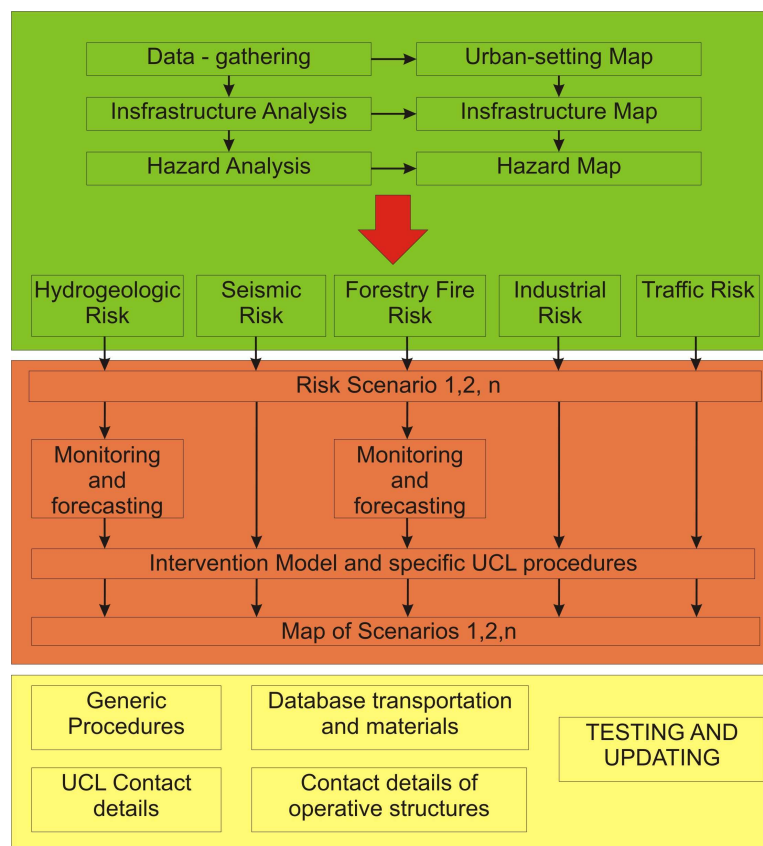 Data - gathering
Urban-setting Map
Insfrastructure Analysis
Insfrastructure Map
Hazard Analysis
Hazard Map
Hydrogeologic
Risk
Seismic
Risk
Forestry Fire
Risk
Industrial
Risk
Traffic Risk
Risk Scenario 1,2, n
Monitoring
and
forecasting
Monitoring
and
forecasting
Intervention Model and specific UCL procedures
Map of Scenarios 1,2,n
Generic
Procedures
Database transportation
and materials
TESTING AND
UPDATING
UCL Contact
details
Contact details of
operative structures